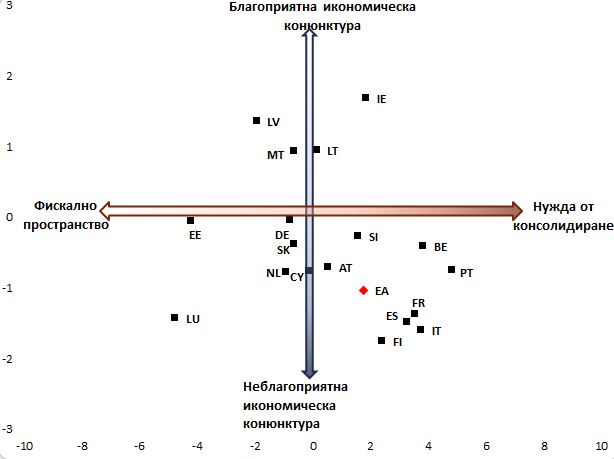 3
Благоприятна икономическа
конюнктура
2
IE
LV
1
MT
LT
Фискално
пространство
0
Нужда от
консолидиране
EE
DE
SI
SK
BE
NL
CY
AT
PT
-1
EA
FR
LU
ES
IT
FI
-2
Неблагоприятна
икономическа
конюнктура
-3
-10
-8
-6
-4
-2
0
2
4
6
8
10